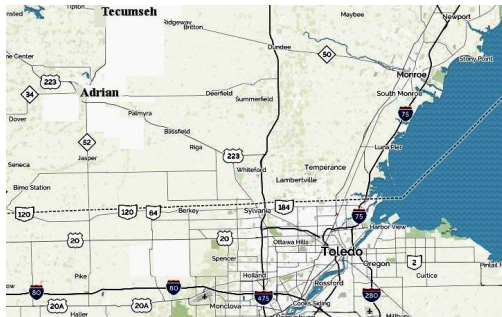 Tipton
Tecumseh
Ridgeway
Britton
Maybee
Newport
Dundee
50
Stony Point
Monroe
223
Adrian
34
Deerfield
Summerfield
South Monroe
75
Dover
Palmyra
Blissfield
52
Riga
Luna Pier
Jasper
223
Seneca
Whiteford
Temperance
Lambertville
Bimo Station
120
120
64
Berkey
Sylvania
184
75
Harbor View
20
20
Ottawa Hills
Toledo
Spencer
Oregon
2
Pintail
Pike
Holland
Curtice
Rossford
80
80
20A
20A
Monclova
475
280
Haller
Millbury